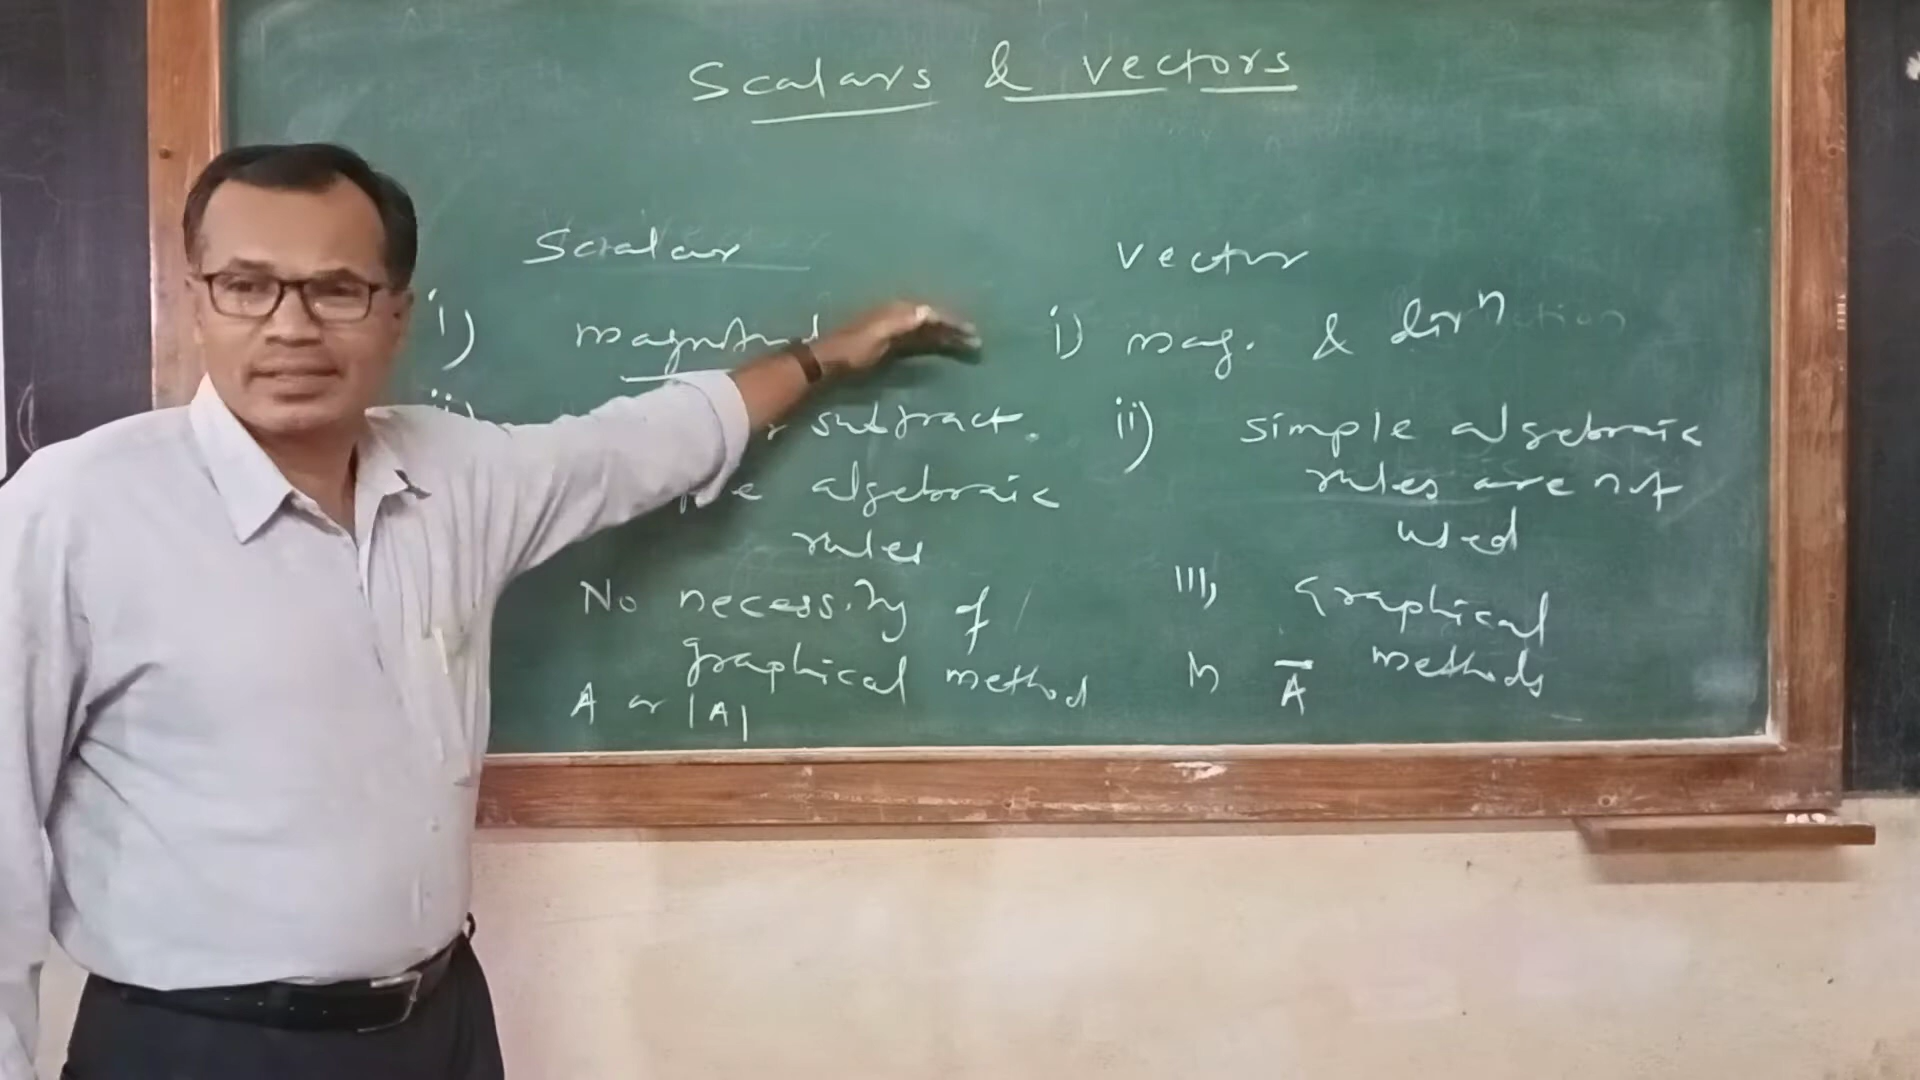 Scalars & vectors
Scalar
i) magnitud
subtract.
algebraic
rules
No necessity of
graphical method
A or |A|
Vector
i) mag. & dirn
ii) simple algebraic
rules are not
used
III, Graphical
methods
A̅